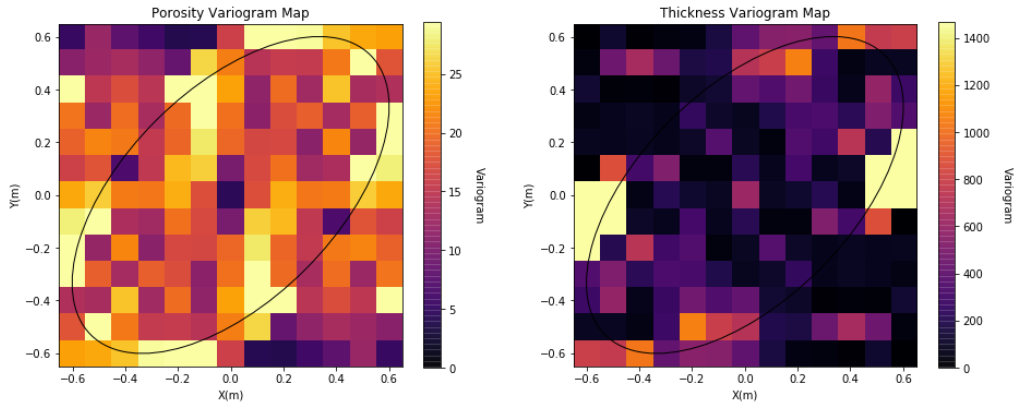 Porosity Variogram Map
Y(m)
0.6
0.4
0.2
0.0
−0.2
−0.4
−0.6
−0.6 −0.4 −0.2 0.0 0.2 0.4 0.6
X(m)
25
20
15
10
5
0
Variogram
Thickness Variogram Map
Y(m)
0.6
0.4
0.2
0.0
−0.2
−0.4
−0.6
−0.6 −0.4 −0.2 0.0 0.2 0.4 0.6
X(m)
1400
1200
1000
800
600
400
200
0
Variogram